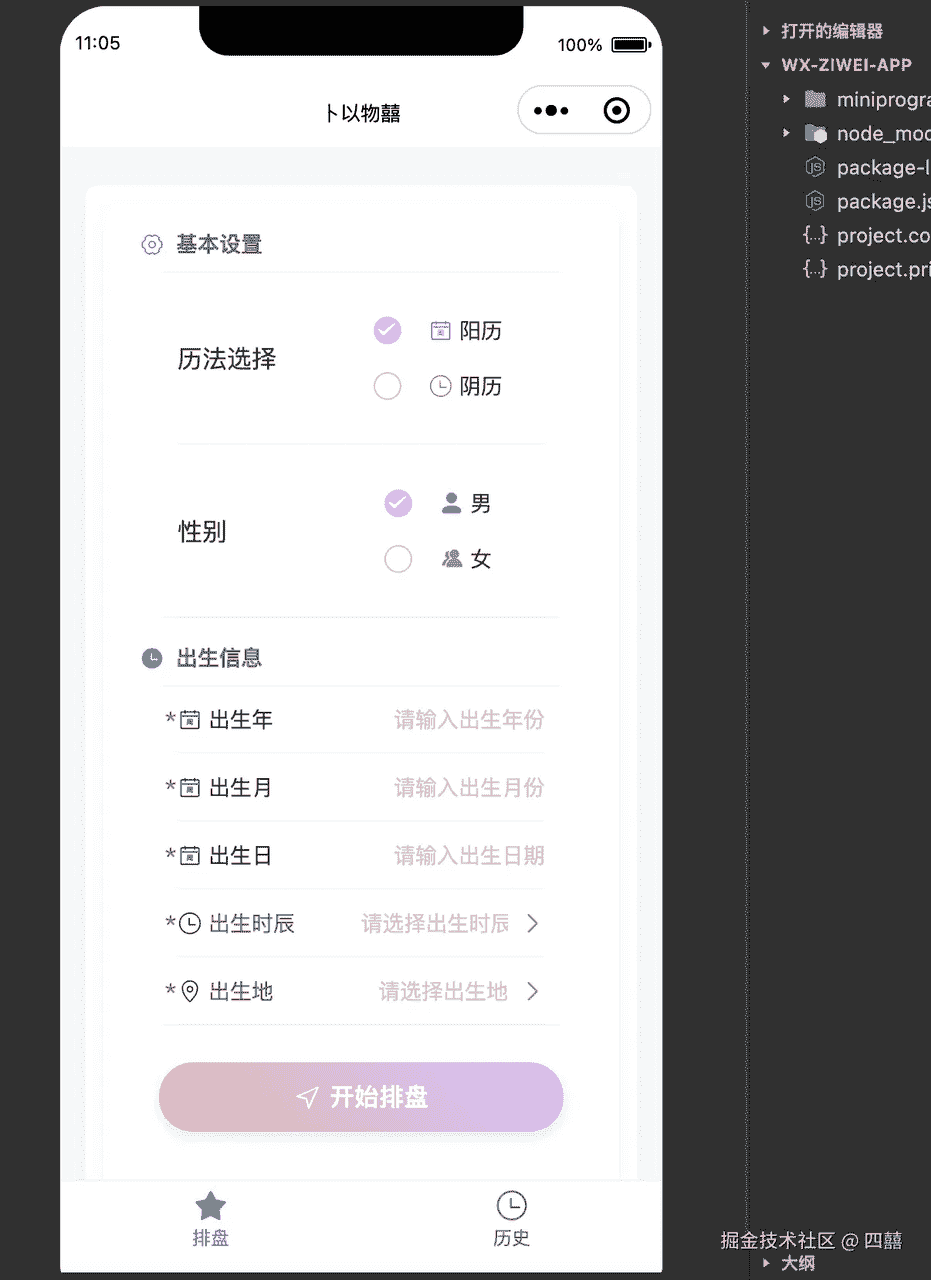 11:05
100%
卜以物囍
基本设置
历法选择
阳历
阴历
性别
男
女
出生信息
*出生年 请输入出生年份
*出生月 请输入出生月份
*出生日 请输入出生日期
*出生时辰 请选择出生时辰
*出生地 请选择出生地
开始排盘
排盘
历史
打开的编辑器
WX-ZIWEI-APP
miniprogra
node_mod
package-l
package.js
project.co
project.pri
掘金技术社区 @ 四囍
大纲